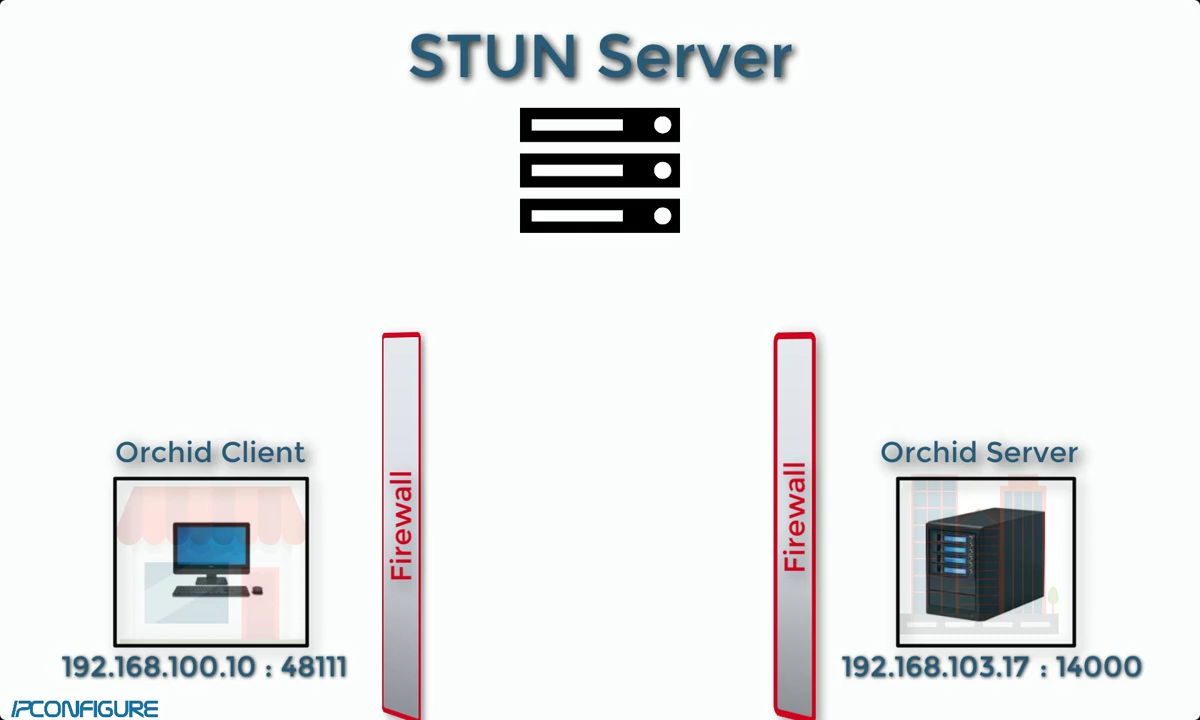 STUN Server
Firewall
Firewall
Orchid Client
Orchid Server
192.168.100.10 : 48111
192.168.103.17 : 14000
IPCONFIGURE